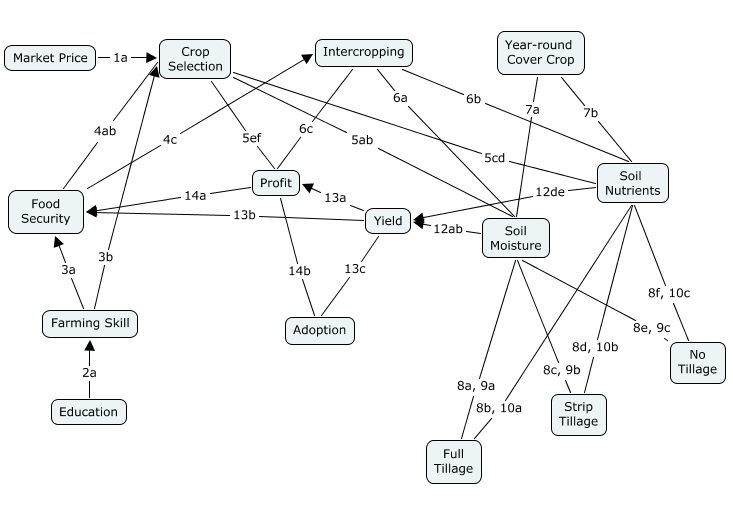 Market Price
1a
Crop
Selection
Intercropping
Year-round
Cover Crop
6a
6b
7a
7b
4ab
4c
5ef
6c
5ab
5cd
Food
Security
14a
Profit
13a
12de
Soil
Nutrients
13b
Yield
12ab
Soil
Moisture
3a
3b
14b
13c
8f, 10c
Farming Skill
Adoption
8e, 9c
8d, 10b
No
Tillage
2a
8a, 9a
8c, 9b
Education
8b, 10a
Strip
Tillage
Full
Tillage